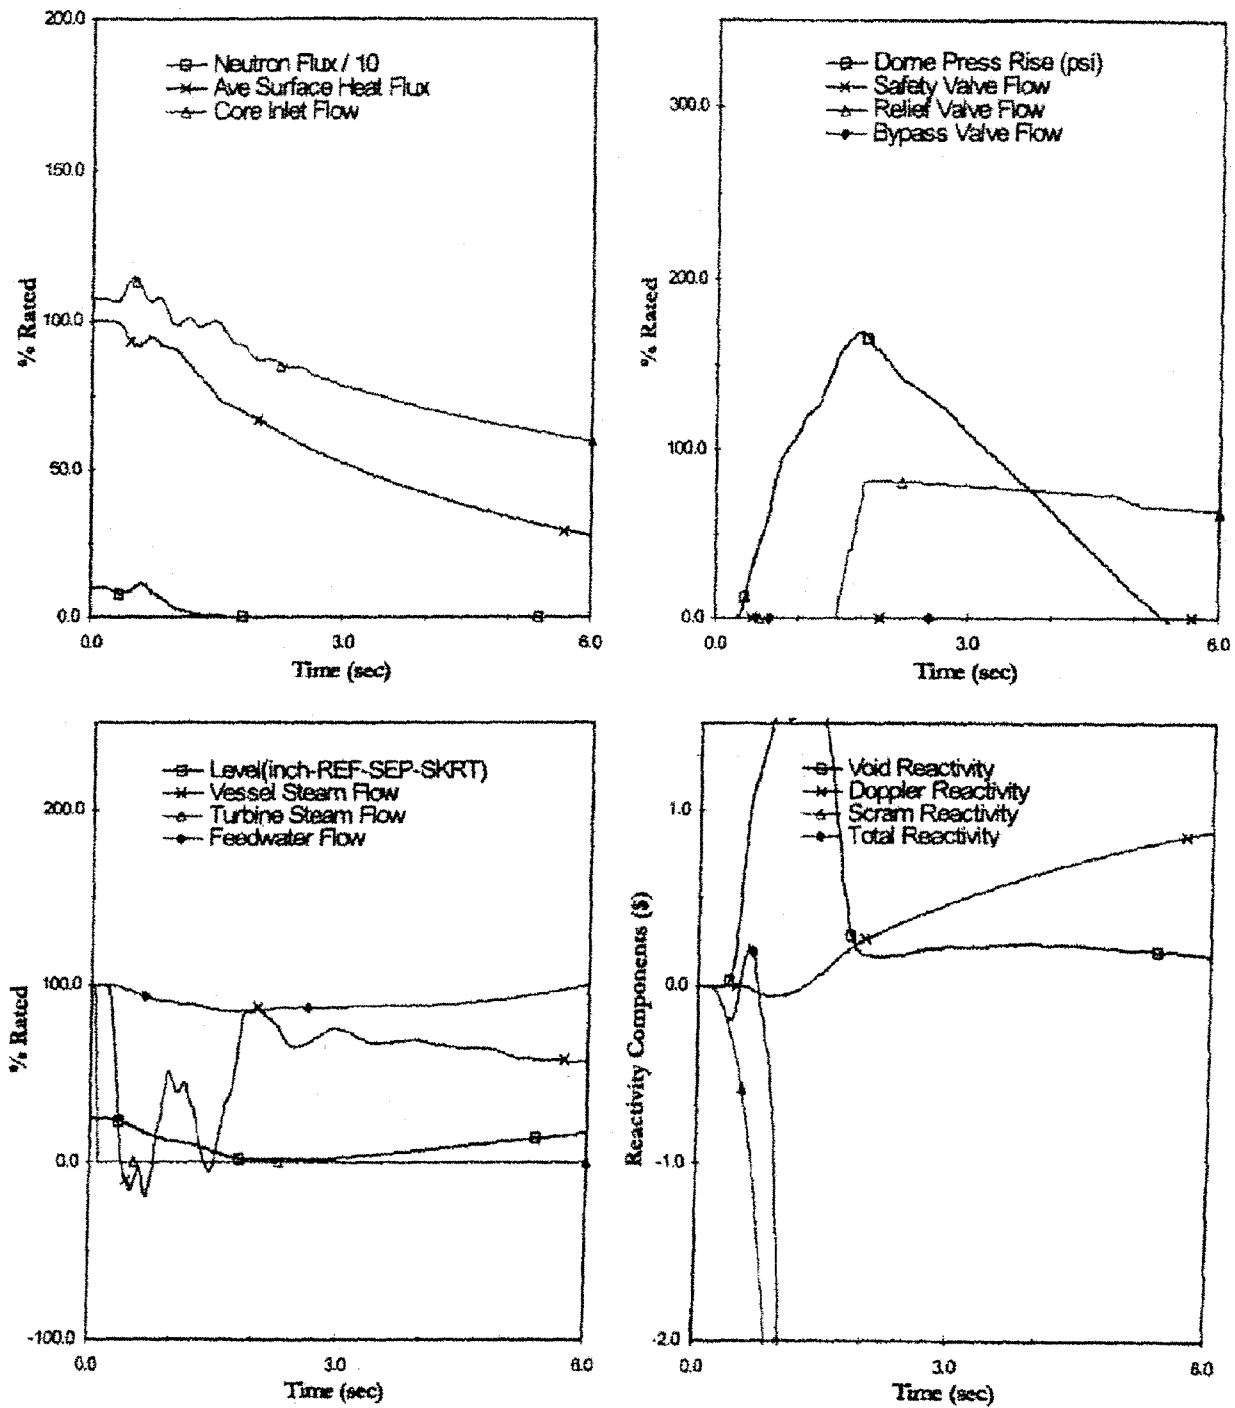 200.0
Neutron Flux / 10
Ave Surface Heat Flux
Core Inlet Flow
150.0
% Rated
100.0
50.0
0.0
0.0 3.0 6.0
Time (sec)
Dome Press Rise (psi)
Safety Valve Flow
Relief Valve Flow
Bypass Valve Flow
300.0
% Rated
200.0
100.0
0.0
0.0 3.0 6.0
Time (sec)
Level(inch-REF-SEP-SKRT)
Vessel Steam Flow
Turbine Steam Flow
Feedwater Flow
200.0
% Rated
100.0
0.0
-100.0
0.0 3.0 6.0
Time (sec)
Void Reactivity
Doppler Reactivity
Scram Reactivity
Total Reactivity
1.0
Reactivity Components ($)
0.0
-1.0
-2.0
0.0 3.0 6.0
Time (sec)